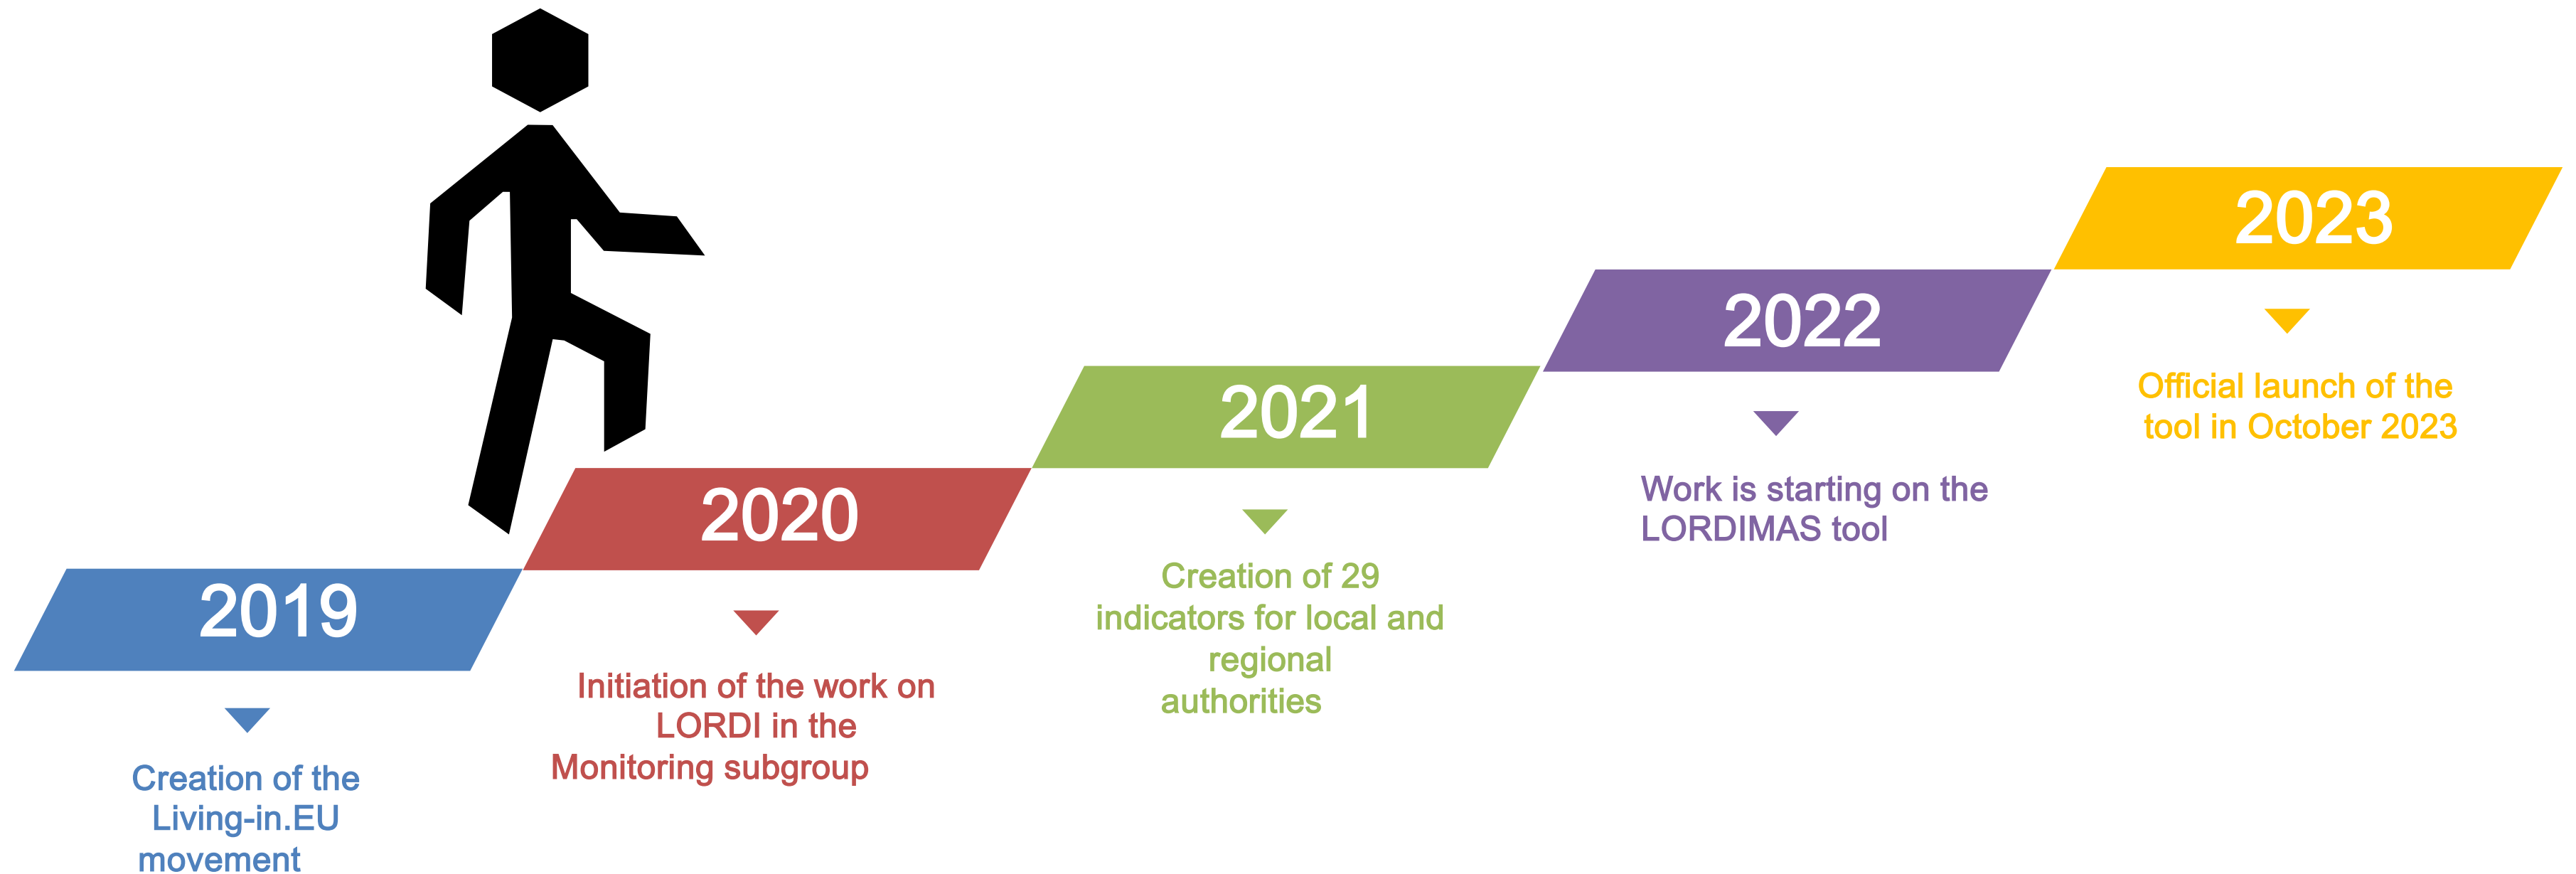 2019
Creation of the
Living-in.EU
movement
2020
Initiation of the work on
LORDI in the
Monitoring subgroup
2021
Creation of 29
indicators for local and
regional
authorities
2022
Work is starting on the
LORDIMAS tool
2023
Official launch of the
tool in October 2023